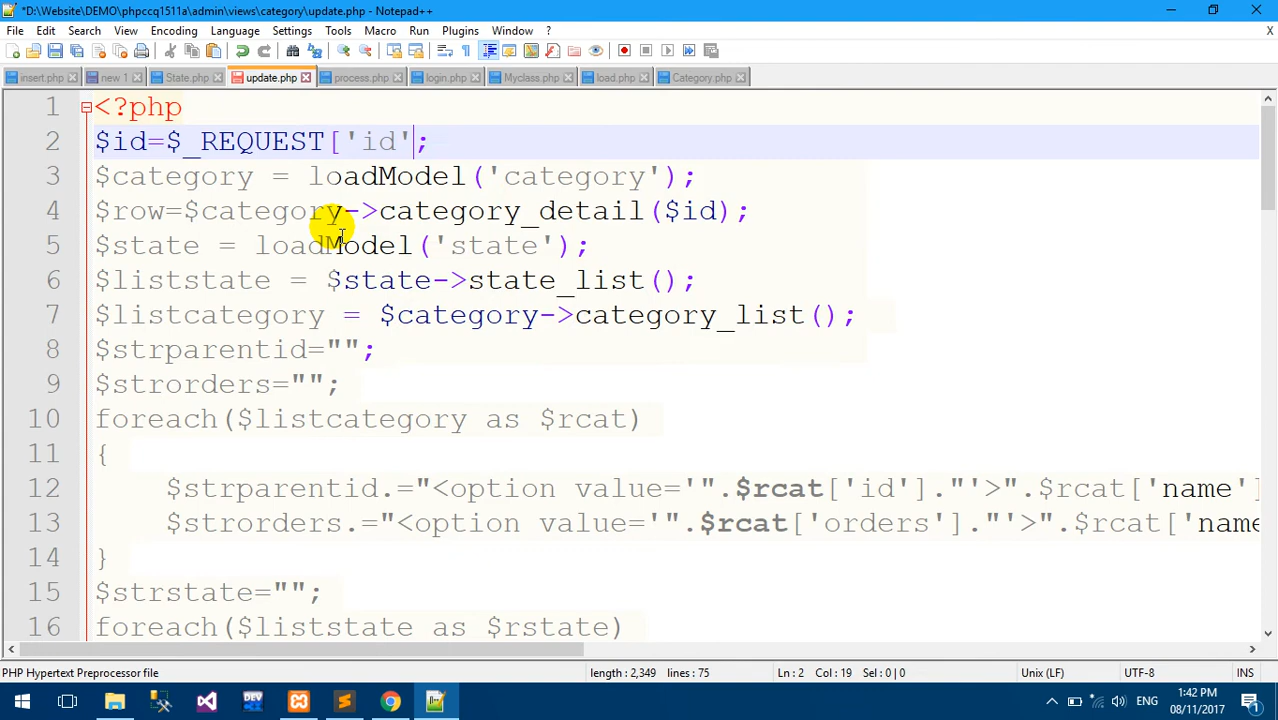 *D:\Website\DEMO\phpccq1511a\admin\views\category\update.php - Notepad++
File Edit Search View Encoding Language Settings Tools Macro Run Plugins Window ? X
insert.php new 1 State.php update.php process.php login.php Myclass.php load.php Category.php
1 <?php
2 $id=$_REQUEST['id';
3 $category = loadModel('category');
4 $row=$category->category_detail($id);
5 $state = loadModel('state');
6 $liststate = $state->state_list();
7 $listcategory = $category->category_list();
8 $strparentid="";
9 $strorders="";
10 foreach($listcategory as $rcat)
11 {
12 $strparentid.="<option value='".$rcat['id']."'>".$rcat['name']
13 $strorders.="<option value='".$rcat['orders']."'>".$rcat['name
14 }
15 $strstate="";
16 foreach($liststate as $rstate)
PHP Hypertext Preprocessor file length : 2,349 lines : 75 Ln : 2 Col : 19 Sel : 0 | 0 Unix (LF) UTF-8 INS
ENG 1:42 PM
08/11/2017